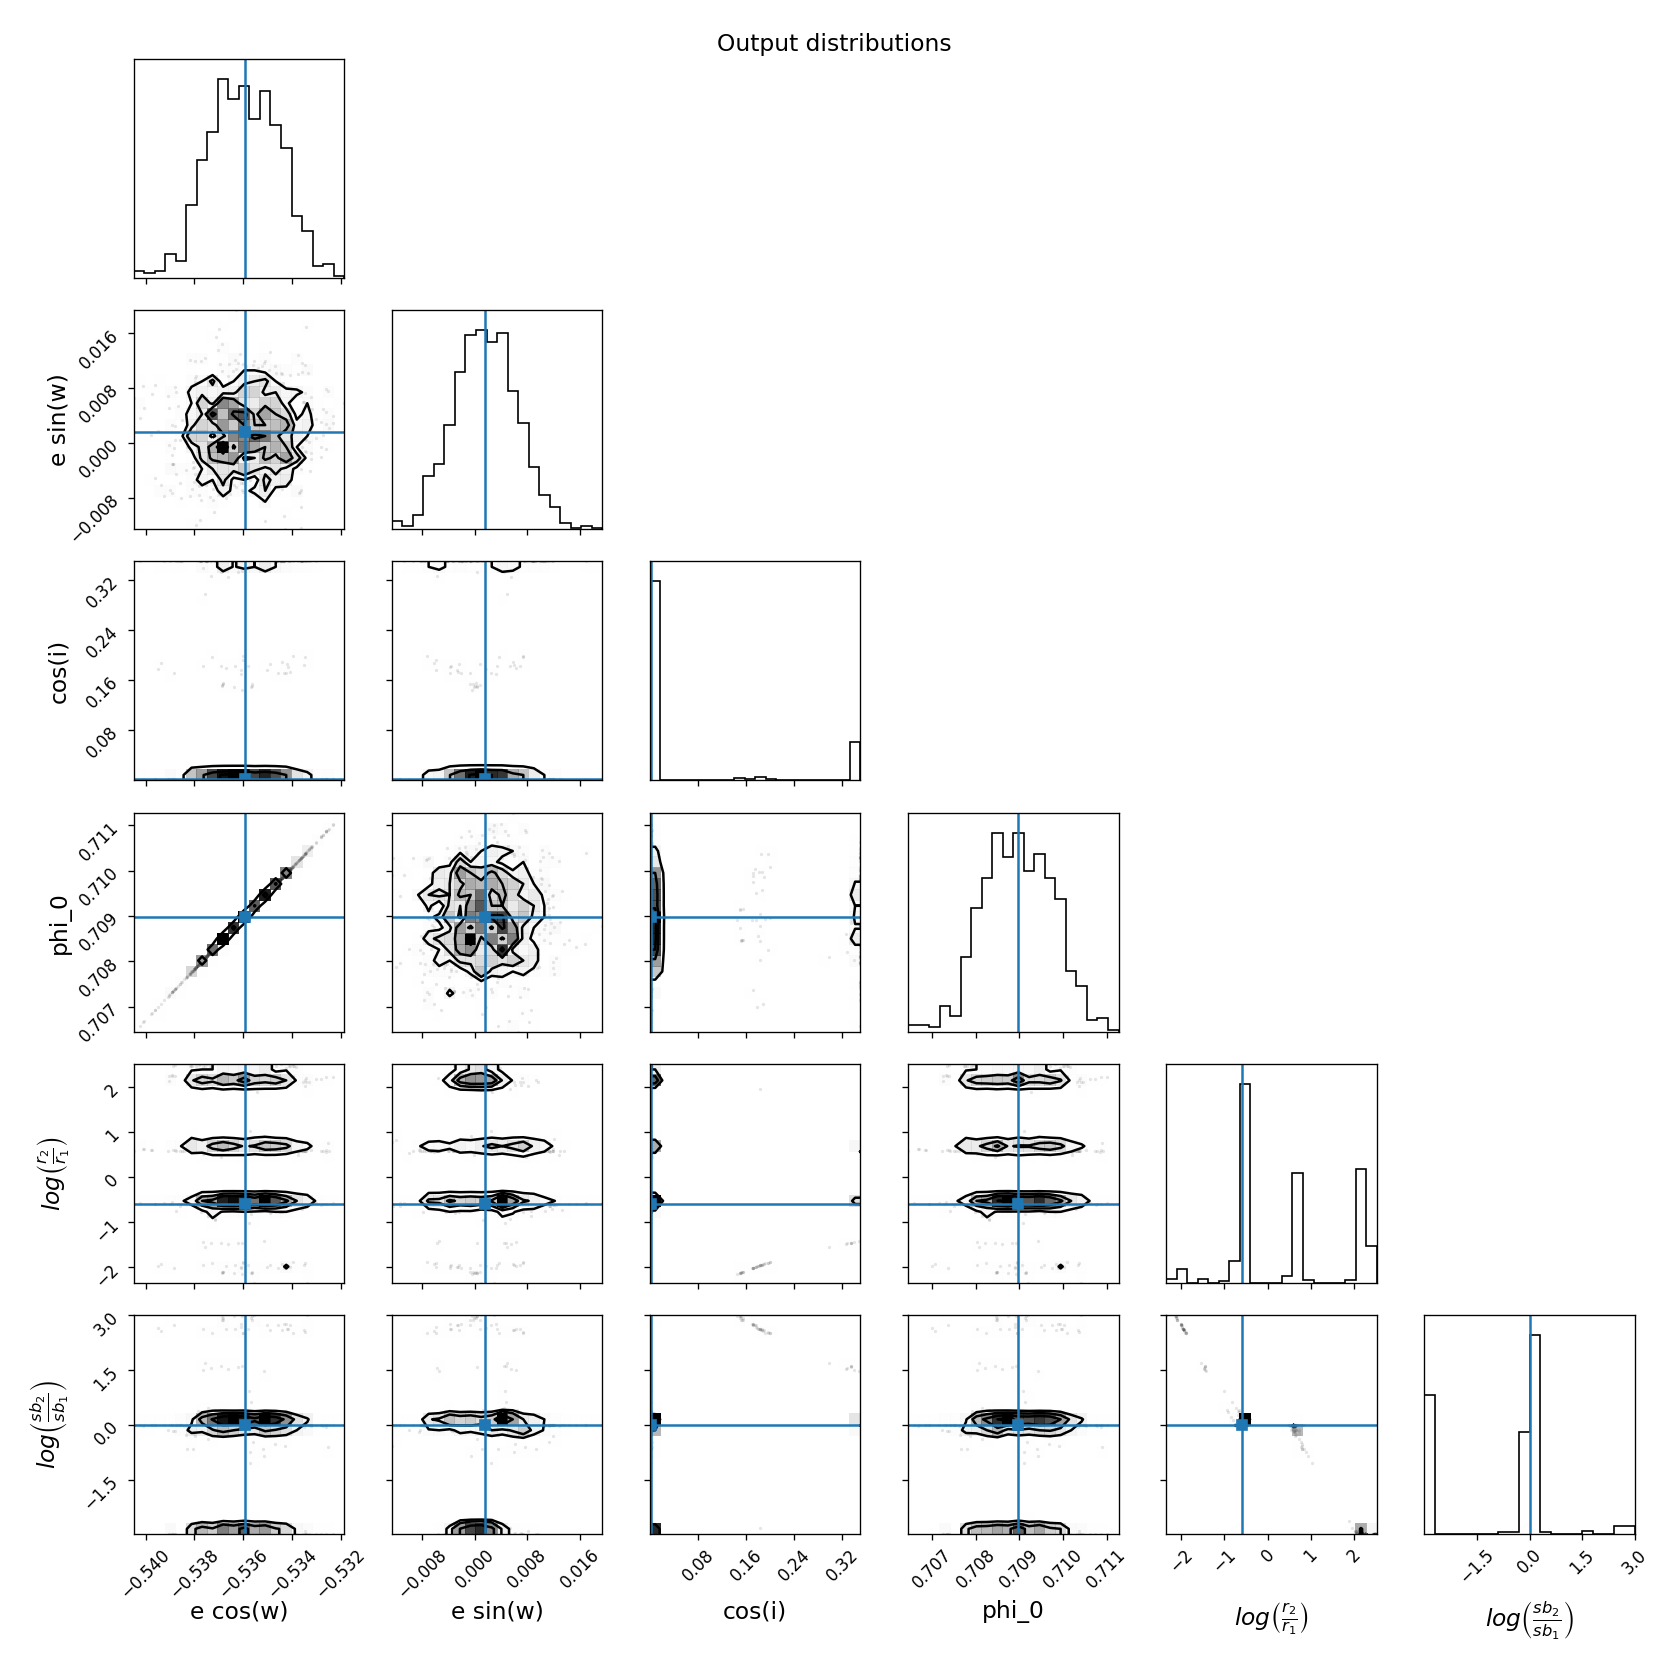 Output distributions
e sin(w)
0.016
0.008
0.000
−0.008
cos(i)
0.32
0.24
0.16
0.08
phi_0
0.711
0.710
0.709
0.708
0.707
log(r₂/r₁)
2
1
0
−1
−2
log(sb₂/sb₁)
3.0
1.5
0.0
−1.5
−0.540 −0.538 −0.536 −0.534 −0.532
−0.008 0.000 0.008 0.016
0.08 0.16 0.24 0.32
0.707 0.708 0.709 0.710 0.711
−2 −1 0 1 2
−1.5 0.0 1.5 3.0
e cos(w) e sin(w) cos(i) phi_0 log(r₂/r₁) log(sb₂/sb₁)